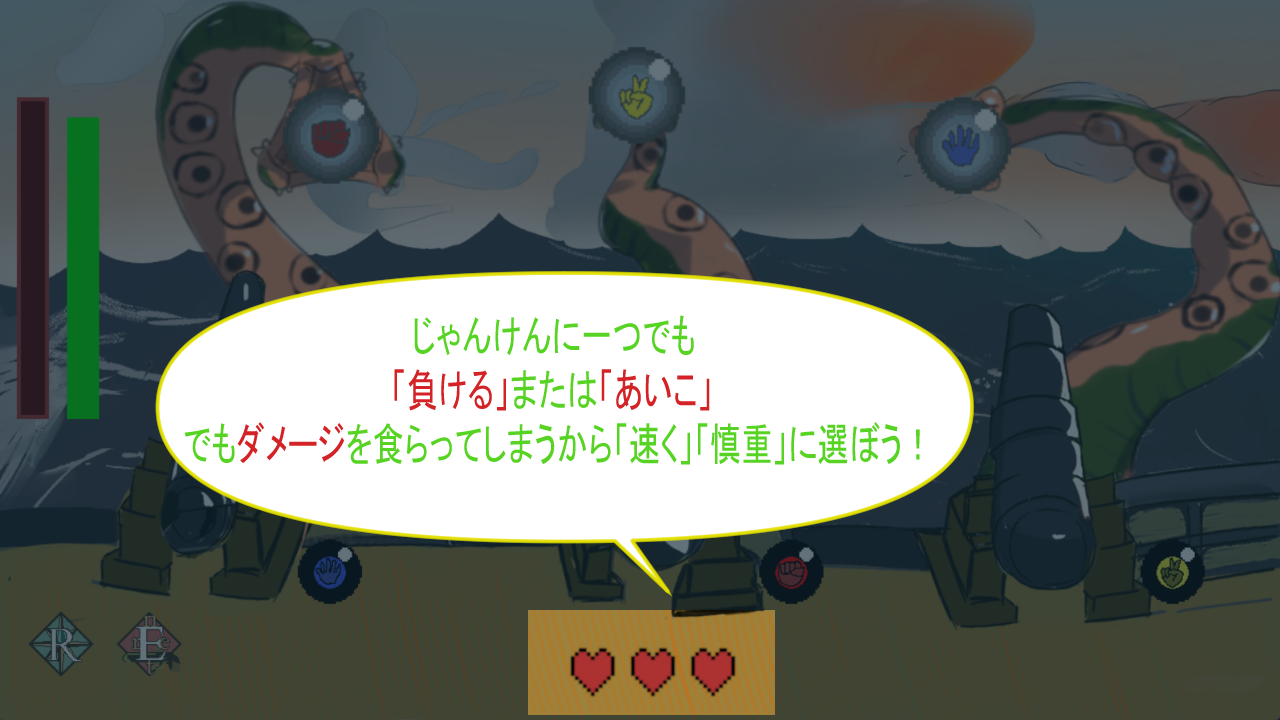 じゃんけんに一つでも
「負ける」または「あいこ」
でもダメージを食らってしまうから「速く」「慎重」に選ぼう！
R
E